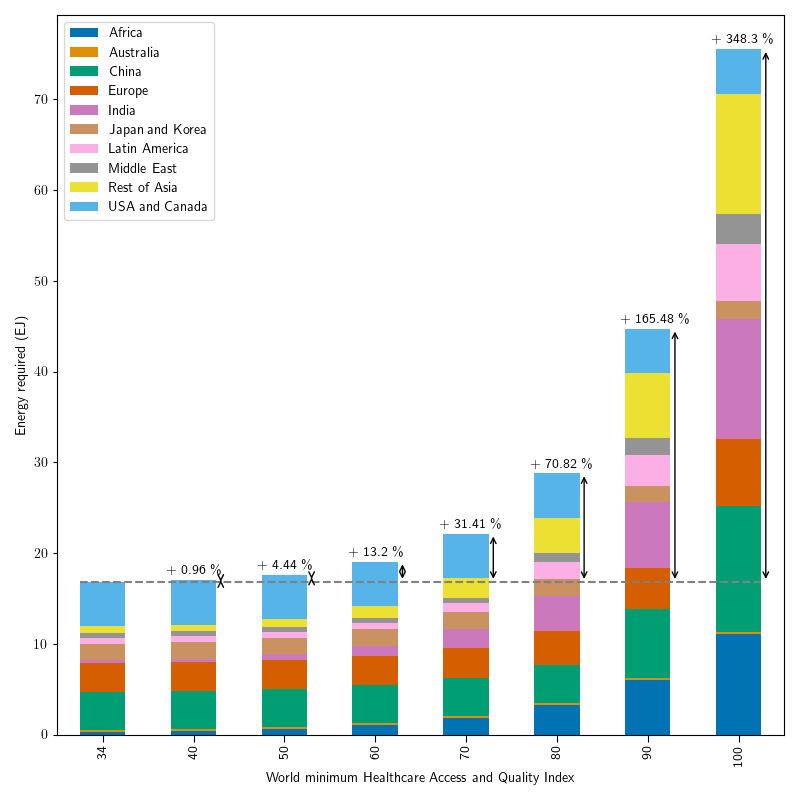 Africa
Australia
China
Europe
India
Japan and Korea
Latin America
Middle East
Rest of Asia
USA and Canada
+ 0.96 %
+ 4.44 %
+ 13.2 %
+ 31.41 %
+ 70.82 %
+ 165.48 %
+ 348.3 %
Energy required (EJ)
70
60
50
40
30
20
10
0
34
40
50
60
70
80
90
100
World minimum Healthcare Access and Quality Index